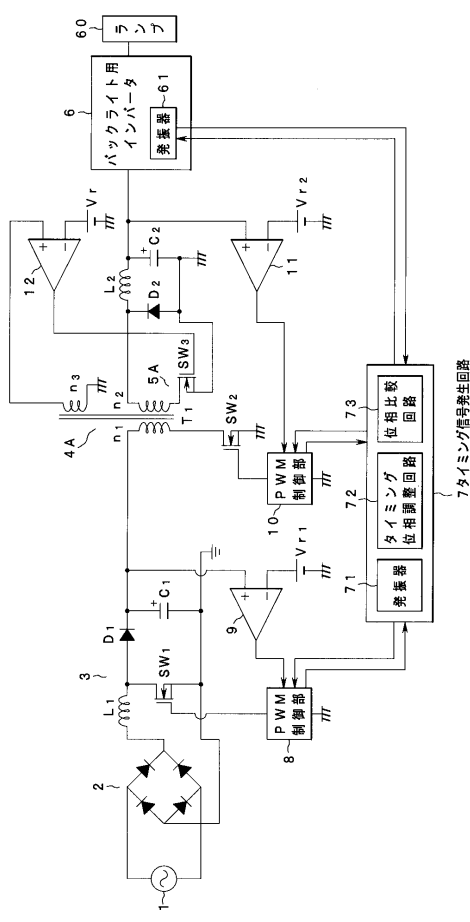 60
ランプ
6
バックライト用
インバータ
61
発振器
12
Vr
+
−
L2
+
C2
D2
Vr2
11
+
−
n3
4A
n2
n1
T1
5A
SW3
SW2
PWM
制御部
10
3
D1
L1
SW1
+
C1
9
Vr1
+
−
PWM
制御部
8
2
1
71
発振器
72
タイミング
位相調整回路
73
位相比較
回路
7タイミング信号発生回路